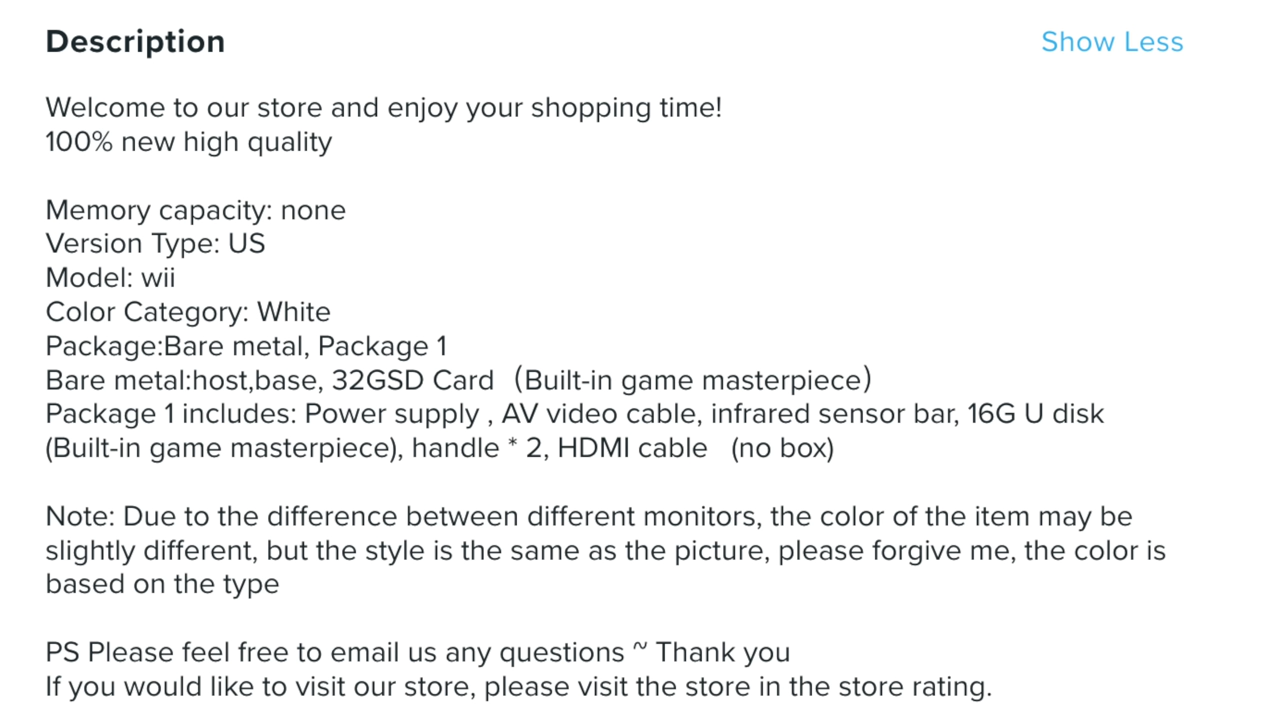 Description
Show Less
Welcome to our store and enjoy your shopping time!
100% new high quality
Memory capacity: none
Version Type: US
Model: wii
Color Category: White
Package:Bare metal, Package 1
Bare metal:host,base, 32GSD Card（Built-in game masterpiece）
Package 1 includes: Power supply , AV video cable, infrared sensor bar, 16G U disk
(Built-in game masterpiece), handle * 2, HDMI cable  (no box)
Note: Due to the difference between different monitors, the color of the item may be
slightly different, but the style is the same as the picture, please forgive me, the color is
based on the type
PS Please feel free to email us any questions ~ Thank you
If you would like to visit our store, please visit the store in the store rating.